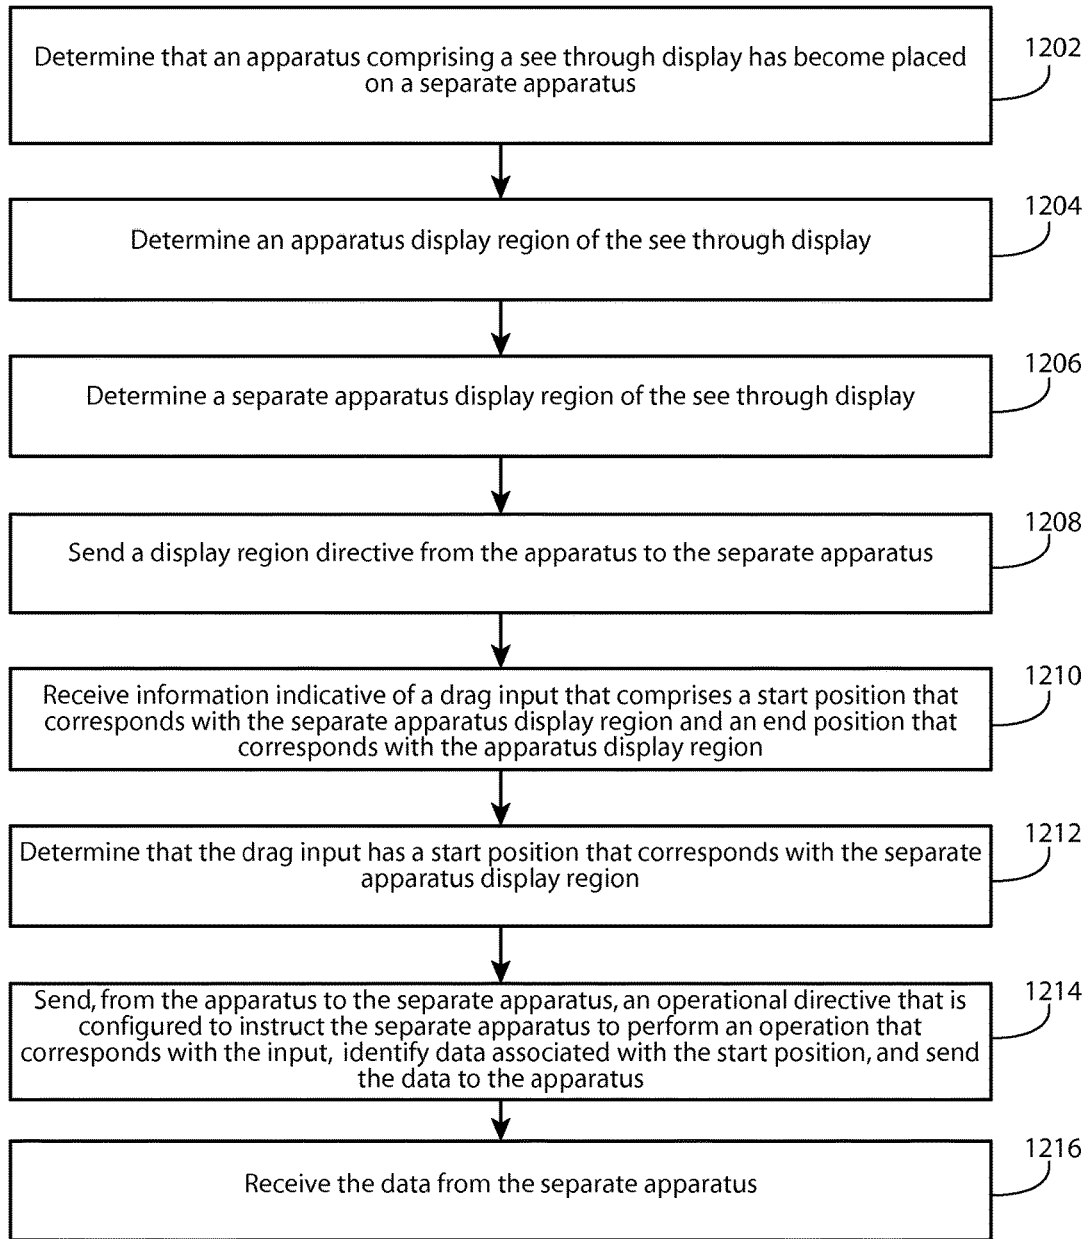 Determine that an apparatus comprising a see through display has become placed
on a separate apparatus
1202
Determine an apparatus display region of the see through display
1204
Determine a separate apparatus display region of the see through display
1206
Send a display region directive from the apparatus to the separate apparatus
1208
Receive information indicative of a drag input that comprises a start position that
corresponds with the separate apparatus display region and an end position that
corresponds with the apparatus display region
1210
Determine that the drag input has a start position that corresponds with the separate
apparatus display region
1212
Send, from the apparatus to the separate apparatus, an operational directive that is
configured to instruct the separate apparatus to perform an operation that
corresponds with the input, identify data associated with the start position, and send
the data to the apparatus
1214
Receive the data from the separate apparatus
1216